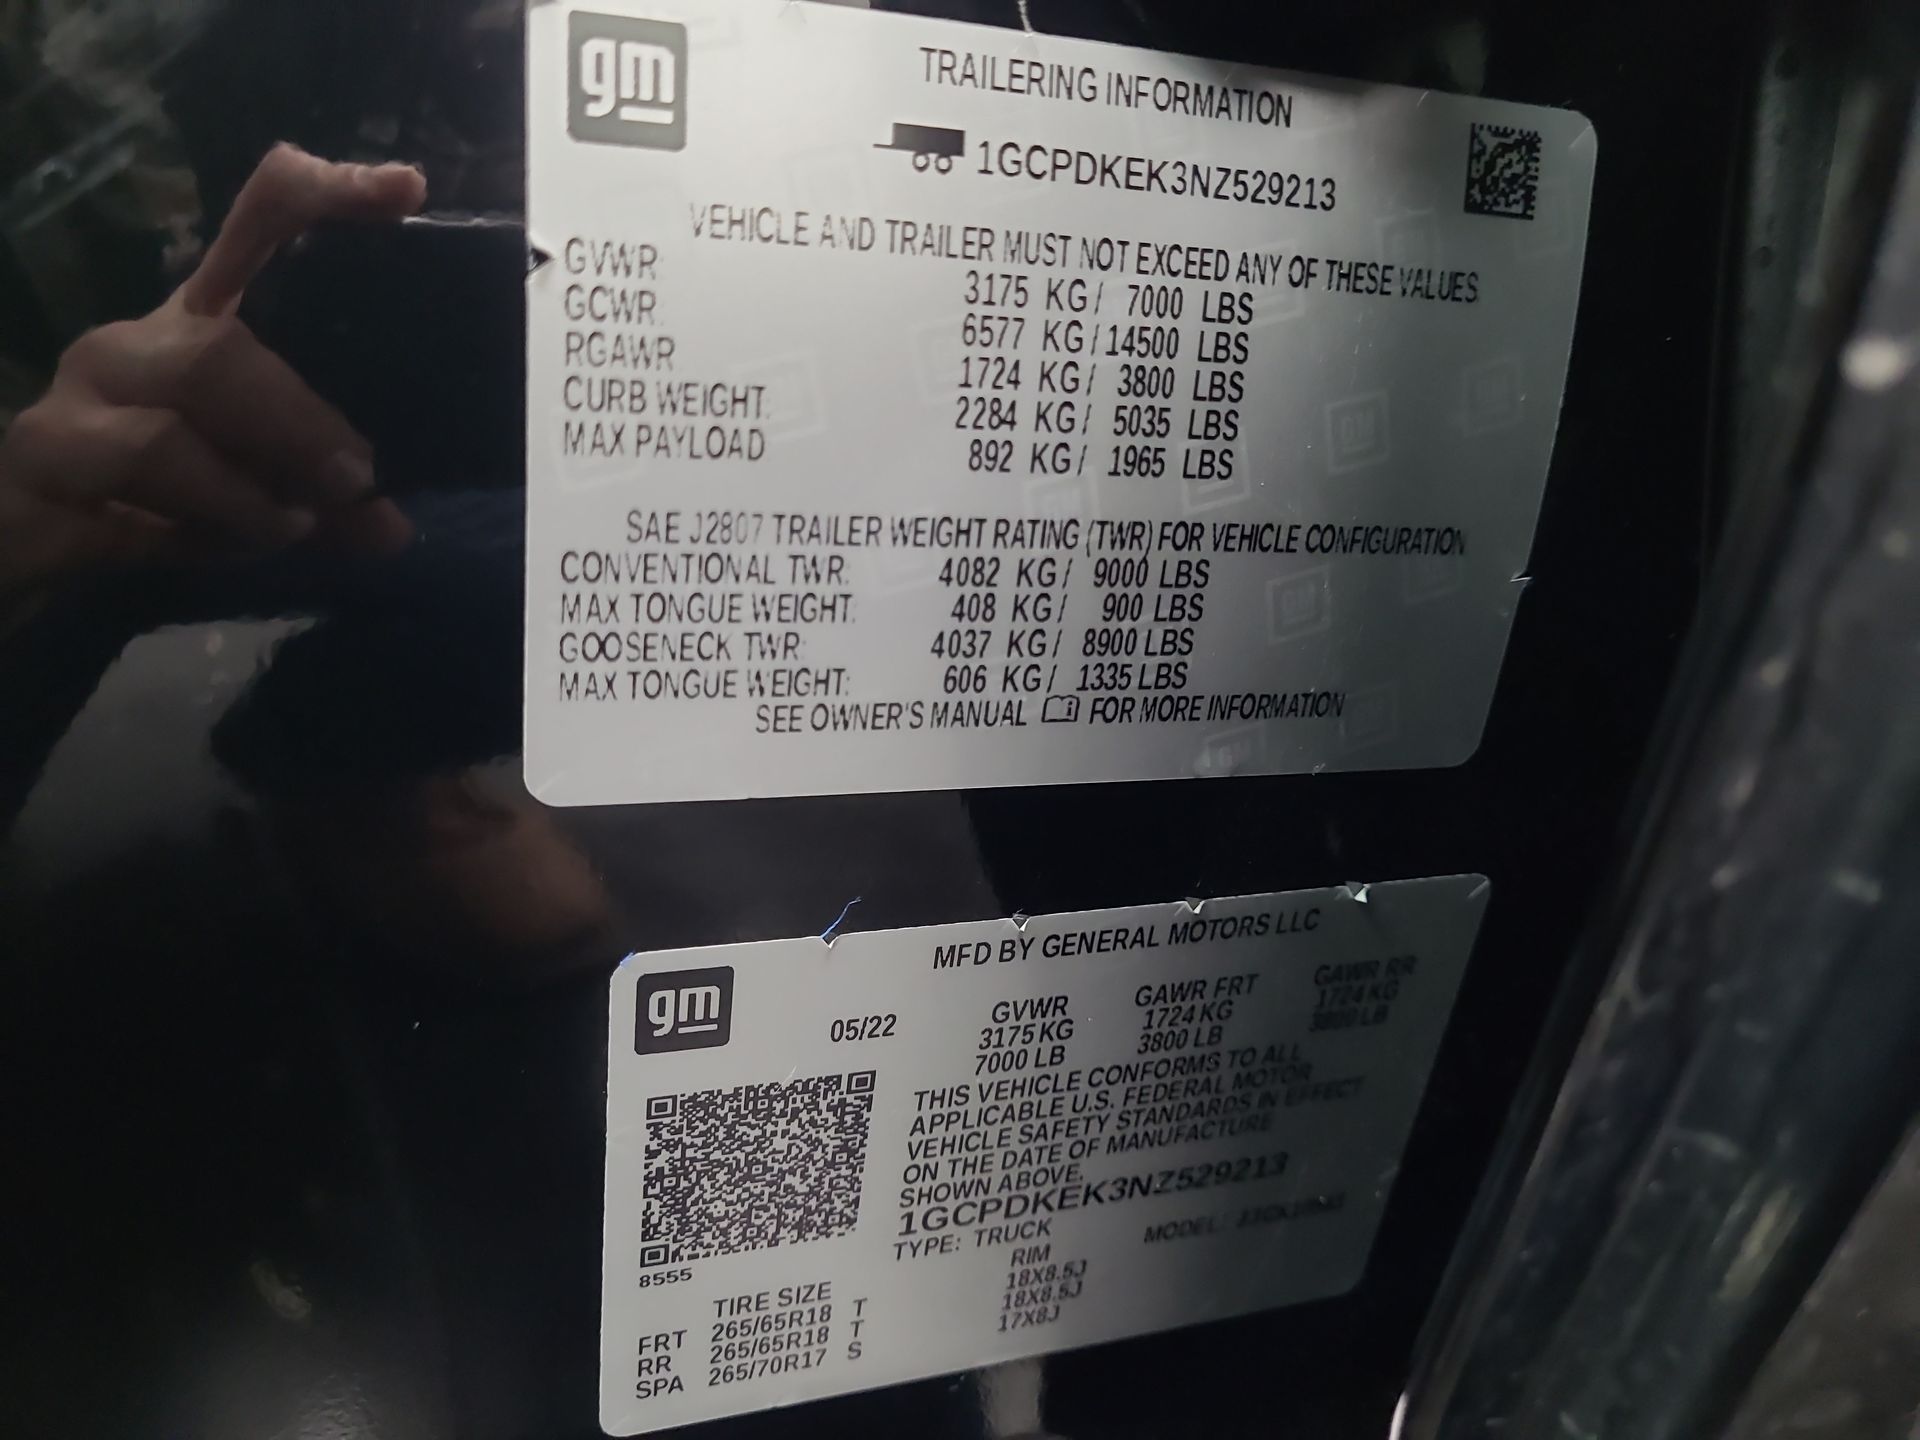 gm
TRAILERING INFORMATION
1GCPDKEK3NZ529213
VEHICLE AND TRAILER MUST NOT EXCEED ANY OF THESE VALUES
GVWR: 3175 KG/ 7000 LBS
GCWR: 6577 KG/ 14500 LBS
RGAWR 1724 KG/ 3800 LBS
CURB WEIGHT: 2284 KG/ 5035 LBS
MAX PAYLOAD 892 KG/ 1965 LBS
SAE J2807 TRAILER WEIGHT RATING (TWR) FOR VEHICLE CONFIGURATION
CONVENTIONAL TWR: 4082 KG/ 9000 LBS
MAX TONGUE WEIGHT: 408 KG/ 900 LBS
GOOSENECK TWR: 4037 KG/ 8900 LBS
MAX TONGUE WEIGHT: 606 KG/ 1335 LBS
SEE OWNER'S MANUAL i FOR MORE INFORMATION
gm
MFD BY GENERAL MOTORS LLC
05/22
GVWR GAWR FRT GAWR RR
3175 KG 1724 KG 1724 KG
7000 LB 3800 LB 3800 LB
THIS VEHICLE CONFORMS TO ALL
APPLICABLE U.S. FEDERAL MOTOR
VEHICLE SAFETY STANDARDS IN EFFECT
ON THE DATE OF MANUFACTURE
SHOWN ABOVE.
1GCPDKEK3NZ529213
TYPE: TRUCK MODEL:
8555
TIRE SIZE RIM
FRT 265/65R18 T 18X8.5J
RR 265/65R18 T 18X8.5J
SPA 265/70R17 S 17X8J